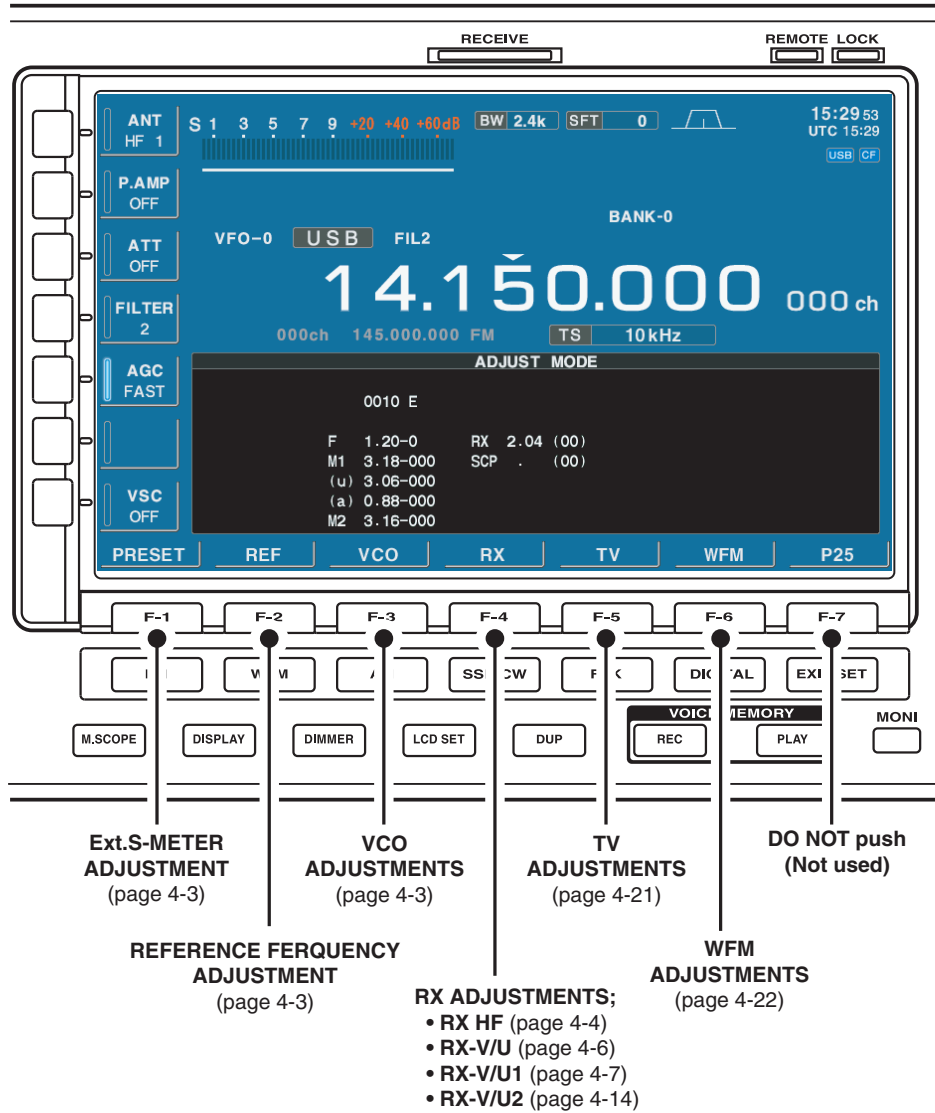 RECEIVE
REMOTE LOCK
ANT
HF 1
S 1 3 5 7 9 +20 +40 +60dB
BW 2.4k
SFT 0
15:29 53
UTC 15:29
USB CF
P.AMP
OFF
BANK-0
VFO-0 USB FIL2
ATT
OFF
14.150.000 000 ch
FILTER
2
000ch 145.000.000 FM
TS 10kHz
ADJUST MODE
AGC
FAST
0010 E
F 1.20-0 RX 2.04 (00)
M1 3.18-000 SCP . (00)
(u) 3.06-000
(a) 0.88-000
M2 3.16-000
VSC
OFF
PRESET REF VCO RX TV WFM P25
F-1 F-2 F-3 F-4 F-5 F-6 F-7
VOICE MEMORY
MONI
M.SCOPE DISPLAY DIMMER LCD SET DUP REC PLAY
Ext.S-METER
ADJUSTMENT
(page 4-3)
VCO
ADJUSTMENTS
(page 4-3)
TV
ADJUSTMENTS
(page 4-21)
DO NOT push
(Not used)
REFERENCE FERQUENCY
ADJUSTMENT
(page 4-3)
WFM
ADJUSTMENTS
(page 4-22)
RX ADJUSTMENTS;
• RX HF (page 4-4)
• RX-V/U (page 4-6)
• RX-V/U1 (page 4-7)
• RX-V/U2 (page 4-14)